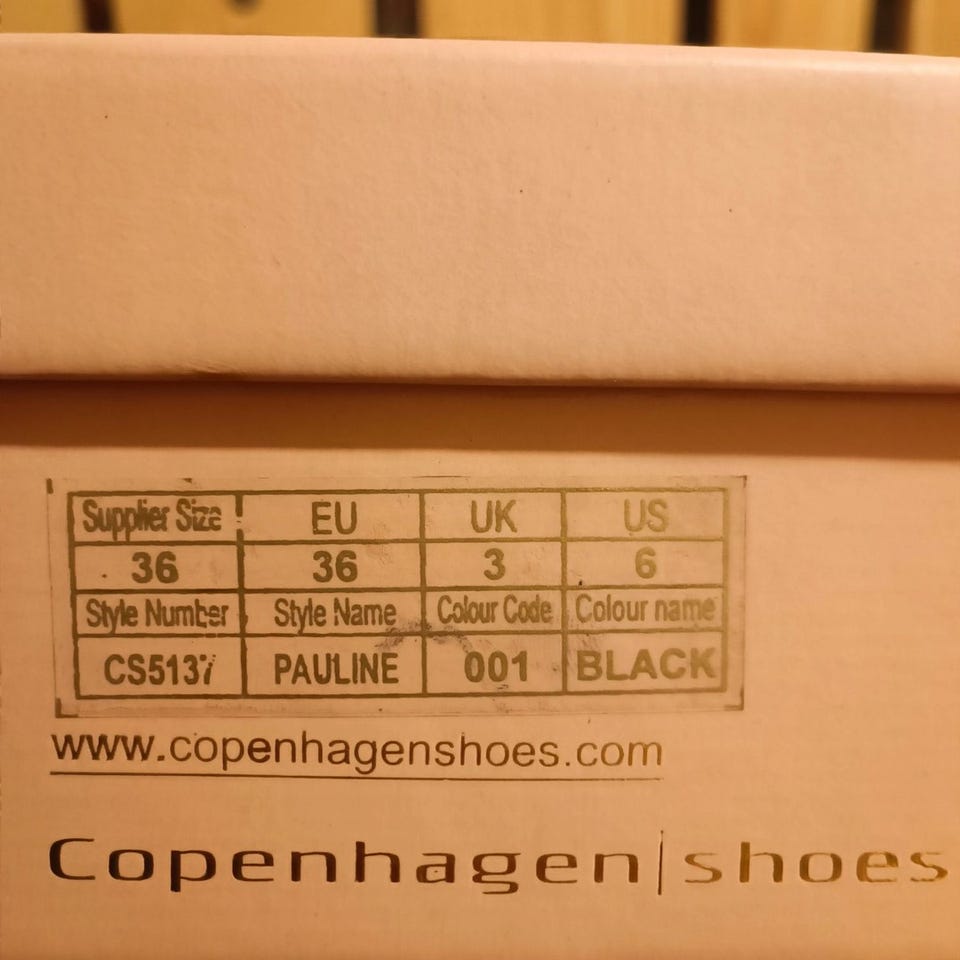 Supplier Size EU UK US
36 36 3 6
Style Number Style Name Colour Code Colour name
CS5137 PAULINE 001 BLACK
www.copenhagenshoes.com
Copenhagen|shoes